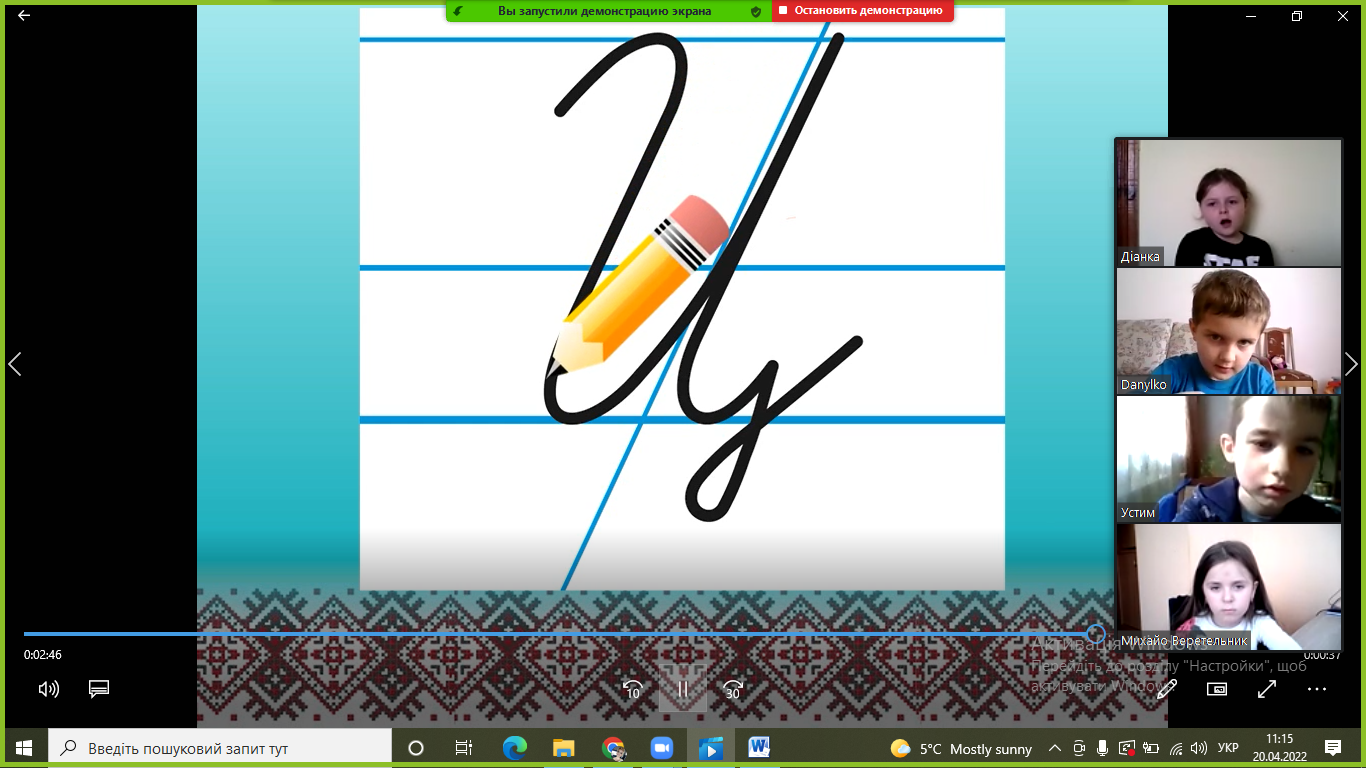 Вы запустили демонстрацию экрана
Остановить демонстрацию
Ц
Діанка
Danylko
Устим
Михайо Веретельник
0:02:46
0:00:37
Активація Windows
Перейдіть до розділу "Настройки", щоб
активувати Windows.
10
30
Введіть пошуковий запит тут
5°C Mostly sunny
УКР
11:15
20.04.2022